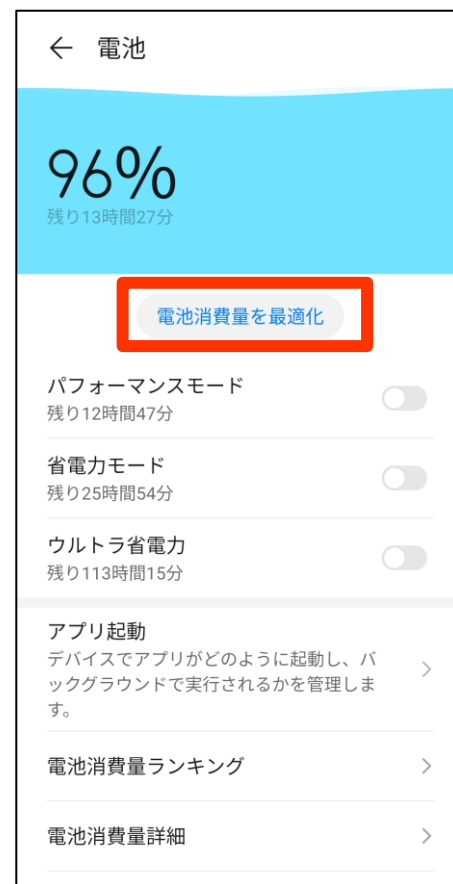 電池
96%
残り13時間27分
電池消費量を最適化
パフォーマンスモード
残り12時間47分
省電力モード
残り25時間54分
ウルトラ省電力
残り113時間15分
アプリ起動
デバイスでアプリがどのように起動し、バ
ックグラウンドで実行されるかを管理しま
す。
電池消費量ランキング
電池消費量詳細